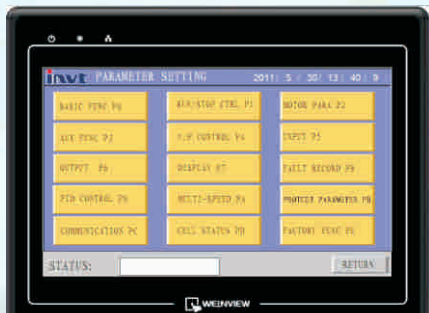 invt PARAMETER SETTING 2011/ 5 / 30/ 13: 40: 9
BASIC FUNC P0 RUN/STOP CTRL P1 MOTOR PARA P2
AUX FUNC P3 V/F CONTROL P4 INPUT P5
OUTPUT P6 DISPLAY P7 FAULT RECORD P8
PID CONTROL P9 MULTI-SPEED PA PROTECT PARAMETER PB
COMMUNICATION PC CELL STATUS PD FACTORY FUNC PE
STATUS: RETURN
WEINVIEW